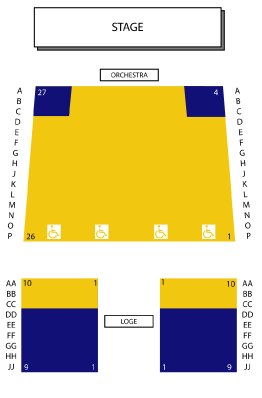 STAGE
ORCHESTRA
A 27 4 A
B B
C C
D D
E E
F F
G G
H H
J J
K K
L L
M M
N N
O O
P 26 1 P
AA 10 1 1 10 AA
BB BB
CC CC
DD DD
LOGE
EE EE
FF FF
GG GG
HH HH
JJ 9 1 1 9 JJ